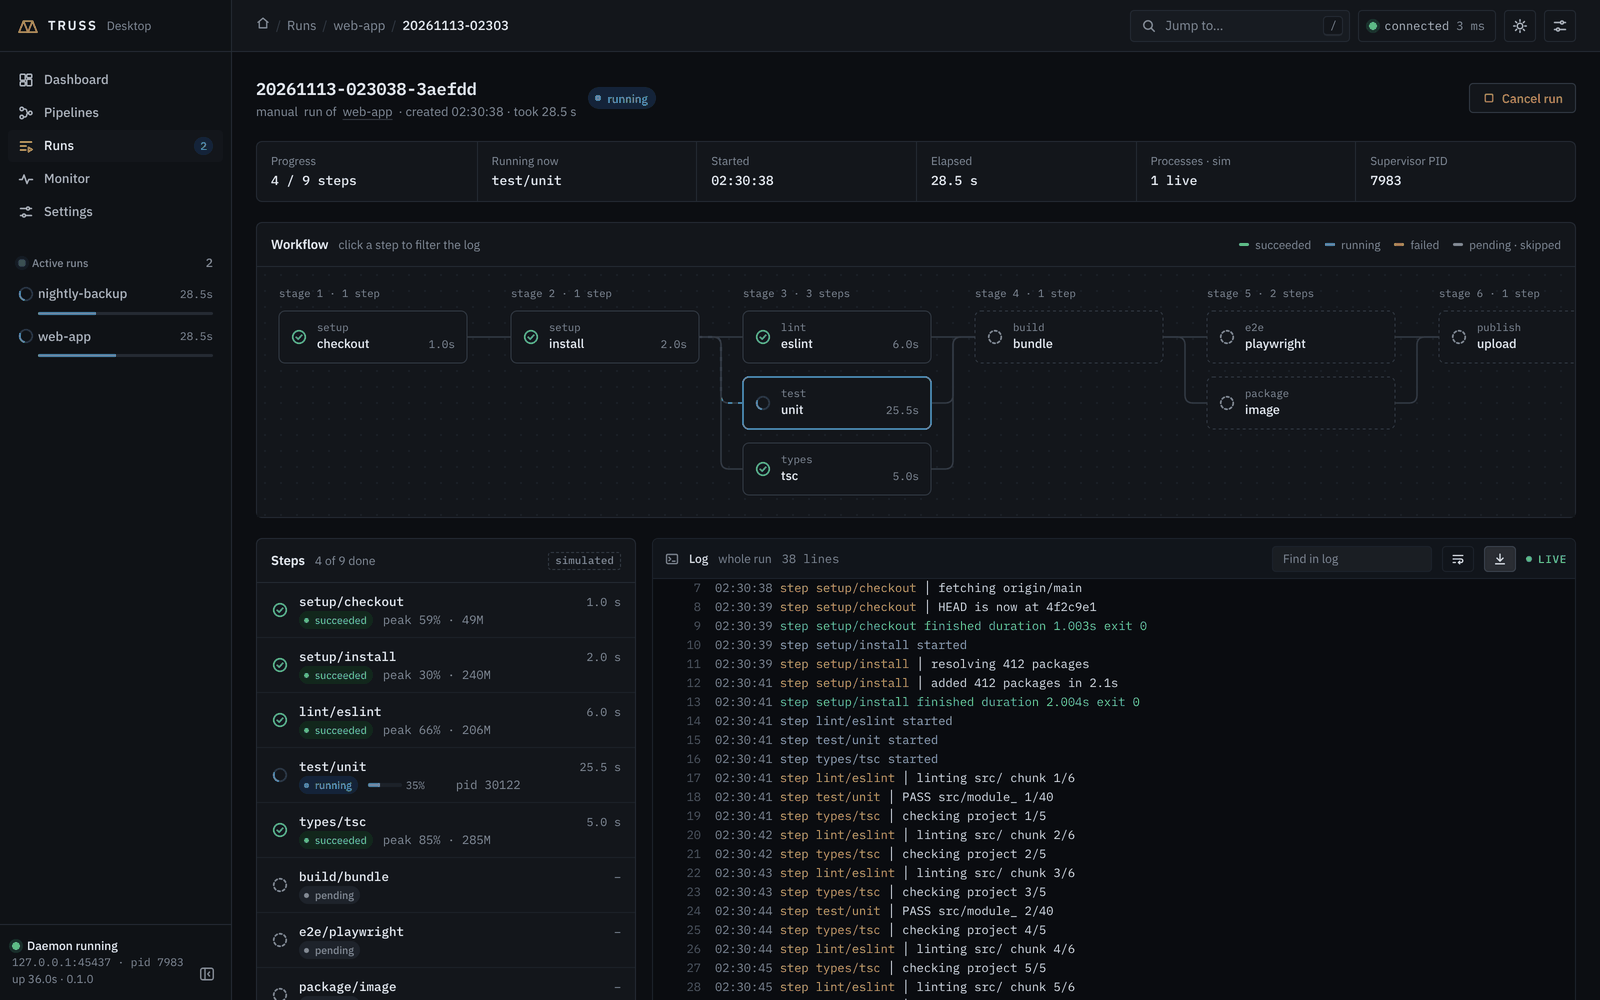 TRUSS Desktop
/ Runs / web-app / 20261113-02303
Jump to... /
connected 3 ms
Dashboard
Pipelines
Runs 2
Monitor
Settings
Active runs 2
nightly-backup 28.5s
web-app 28.5s
Daemon running
127.0.0.1:45437 · pid 7983
up 36.0s · 0.1.0
20261113-023038-3aefdd
manual run of web-app · created 02:30:38 · took 28.5 s
running
Cancel run
Progress
4 / 9 steps
Running now
test/unit
Started
02:30:38
Elapsed
28.5 s
Processes · sim
1 live
Supervisor PID
7983
Workflow click a step to filter the log
succeeded running failed pending · skipped
stage 1 · 1 step
setup
checkout 1.0s
stage 2 · 1 step
setup
install 2.0s
stage 3 · 3 steps
lint
eslint 6.0s
test
unit 25.5s
types
tsc 5.0s
stage 4 · 1 step
build
bundle
stage 5 · 2 steps
e2e
playwright
package
image
stage 6 · 1 step
publish
upload
Steps 4 of 9 done simulated
setup/checkout 1.0 s
succeeded peak 59% · 49M
setup/install 2.0 s
succeeded peak 30% · 240M
lint/eslint 6.0 s
succeeded peak 66% · 206M
test/unit 25.5 s
running 35% pid 30122
types/tsc 5.0 s
succeeded peak 85% · 285M
build/bundle –
pending
e2e/playwright –
pending
package/image –
Log whole run 38 lines
Find in log
LIVE
7 02:30:38 step setup/checkout | fetching origin/main
8 02:30:39 step setup/checkout | HEAD is now at 4f2c9e1
9 02:30:39 step setup/checkout finished duration 1.003s exit 0
10 02:30:39 step setup/install started
11 02:30:39 step setup/install | resolving 412 packages
12 02:30:41 step setup/install | added 412 packages in 2.1s
13 02:30:41 step setup/install finished duration 2.004s exit 0
14 02:30:41 step lint/eslint started
15 02:30:41 step test/unit started
16 02:30:41 step types/tsc started
17 02:30:41 step lint/eslint | linting src/ chunk 1/6
18 02:30:41 step test/unit | PASS src/module_ 1/40
19 02:30:41 step types/tsc | checking project 1/5
20 02:30:42 step lint/eslint | linting src/ chunk 2/6
21 02:30:42 step types/tsc | checking project 2/5
22 02:30:43 step lint/eslint | linting src/ chunk 3/6
23 02:30:43 step types/tsc | checking project 3/5
24 02:30:44 step test/unit | PASS src/module_ 2/40
25 02:30:44 step types/tsc | checking project 4/5
26 02:30:44 step lint/eslint | linting src/ chunk 4/6
27 02:30:45 step types/tsc | checking project 5/5
28 02:30:45 step lint/eslint | linting src/ chunk 5/6